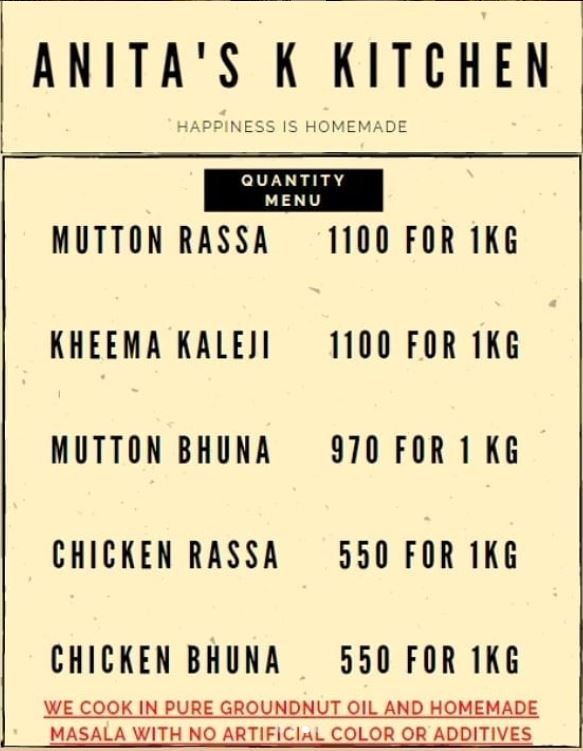 ANITA'S K KITCHEN
HAPPINESS IS HOMEMADE
QUANTITY
MENU
MUTTON RASSA 1100 FOR 1KG
KHEEMA KALEJI 1100 FOR 1KG
MUTTON BHUNA 970 FOR 1 KG
CHICKEN RASSA 550 FOR 1KG
CHICKEN BHUNA 550 FOR 1KG
WE COOK IN PURE GROUNDNUT OIL AND HOMEMADE
MASALA WITH NO ARTIFICIAL COLOR OR ADDITIVES